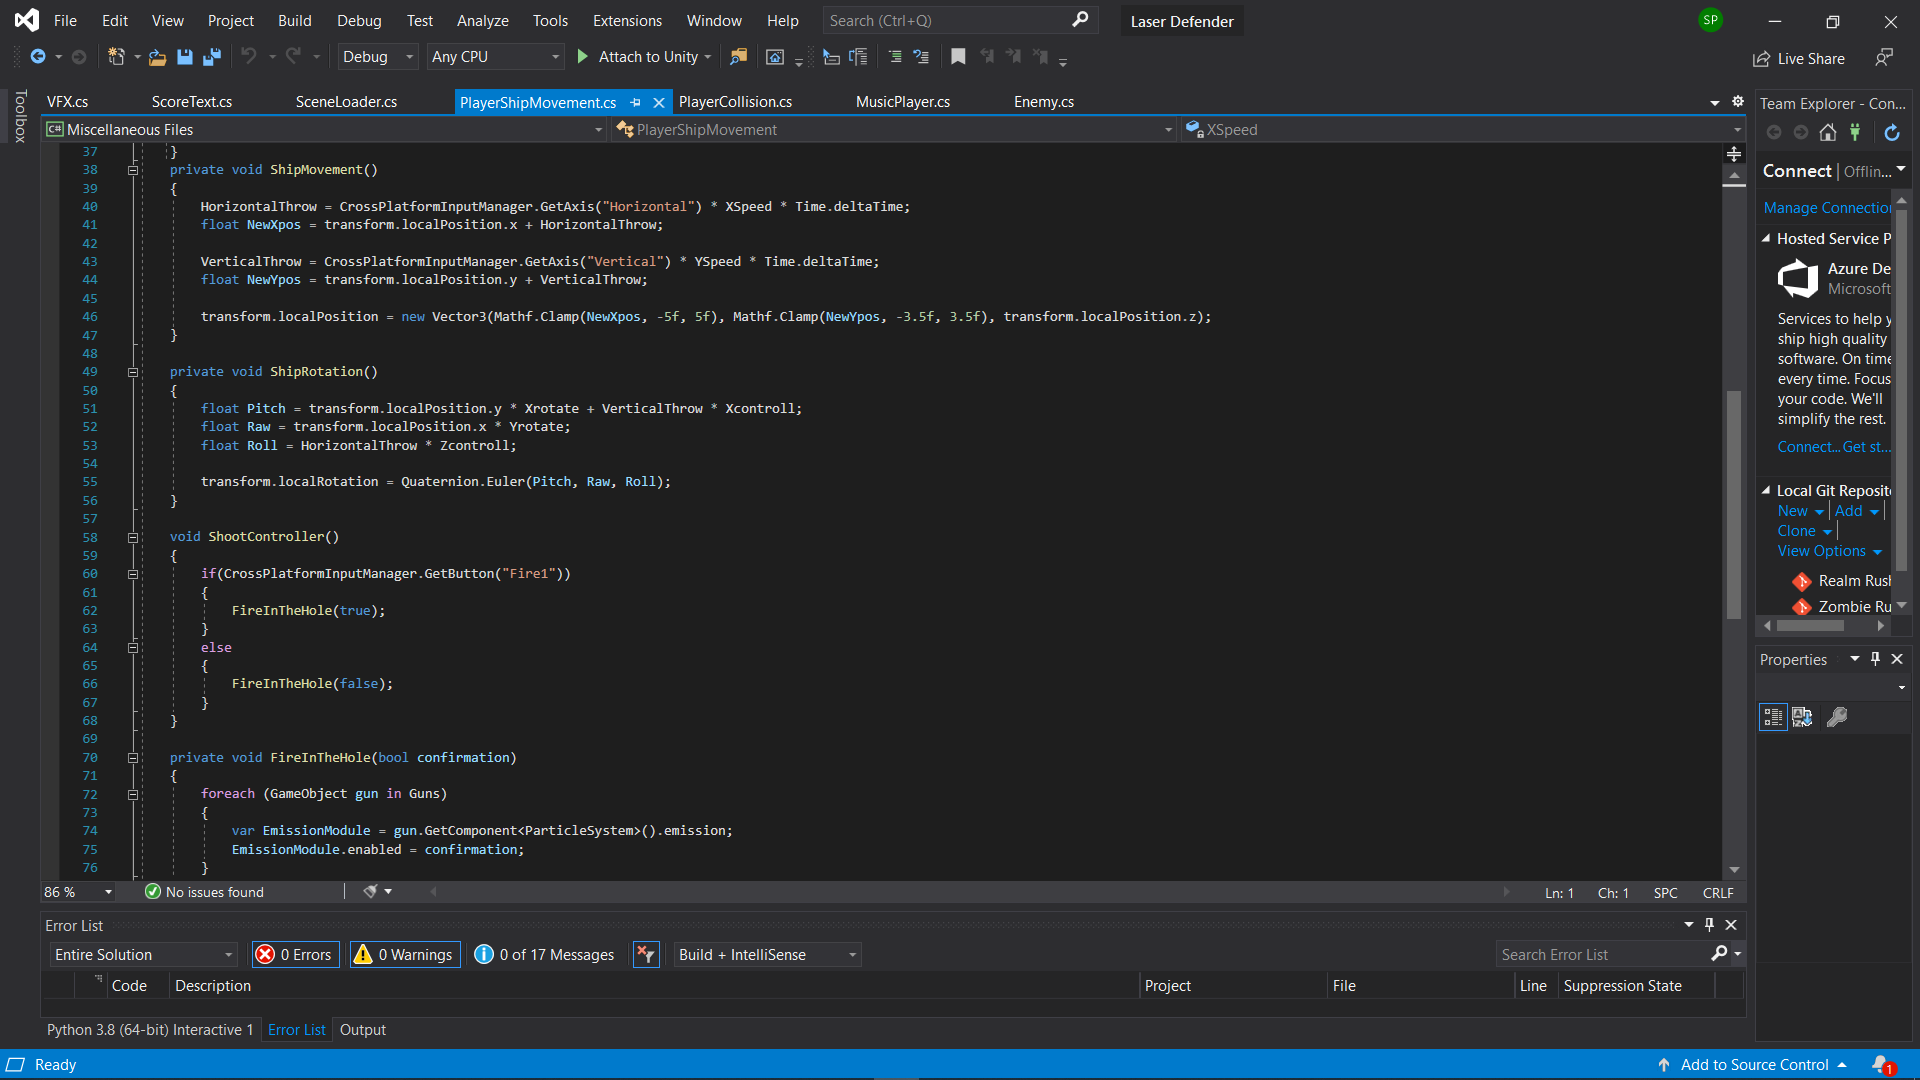 File Edit View Project Build Debug Test Analyze Tools Extensions Window Help Search (Ctrl+Q) Laser Defender SP
Debug Any CPU Attach to Unity Live Share
Toolbox
VFX.cs ScoreText.cs SceneLoader.cs PlayerShipMovement.cs PlayerCollision.cs MusicPlayer.cs Enemy.cs
C# Miscellaneous Files PlayerShipMovement XSpeed
37 }
38 private void ShipMovement()
39 {
40 HorizontalThrow = CrossPlatformInputManager.GetAxis("Horizontal") * XSpeed * Time.deltaTime;
41 float NewXpos = transform.localPosition.x + HorizontalThrow;
42
43 VerticalThrow = CrossPlatformInputManager.GetAxis("Vertical") * YSpeed * Time.deltaTime;
44 float NewYpos = transform.localPosition.y + VerticalThrow;
45
46 transform.localPosition = new Vector3(Mathf.Clamp(NewXpos, -5f, 5f), Mathf.Clamp(NewYpos, -3.5f, 3.5f), transform.localPosition.z);
47 }
48
49 private void ShipRotation()
50 {
51 float Pitch = transform.localPosition.y * Xrotate + VerticalThrow * Xcontroll;
52 float Raw = transform.localPosition.x * Yrotate;
53 float Roll = HorizontalThrow * Zcontroll;
54
55 transform.localRotation = Quaternion.Euler(Pitch, Raw, Roll);
56 }
57
58 void ShootController()
59 {
60 if(CrossPlatformInputManager.GetButton("Fire1"))
61 {
62 FireInTheHole(true);
63 }
64 else
65 {
66 FireInTheHole(false);
67 }
68 }
69
70 private void FireInTheHole(bool confirmation)
71 {
72 foreach (GameObject gun in Guns)
73 {
74 var EmissionModule = gun.GetComponent<ParticleSystem>().emission;
75 EmissionModule.enabled = confirmation;
76 }
86 % No issues found Ln: 1 Ch: 1 SPC CRLF
Error List
Entire Solution 0 Errors 0 Warnings 0 of 17 Messages Build + IntelliSense Search Error List
Code Description Project File Line Suppression State
Python 3.8 (64-bit) Interactive 1 Error List Output
Team Explorer - Con...
Connect | Offlin...
Manage Connectio
Hosted Service P
Azure De
Microsoft
Services to help y
ship high quality
software. On time
every time. Focus
your code. We'll
simplify the rest.
Connect... Get st...
Local Git Reposit
New Add
Clone
View Options
Realm Rush
Zombie Ru
Properties
Ready Add to Source Control 1